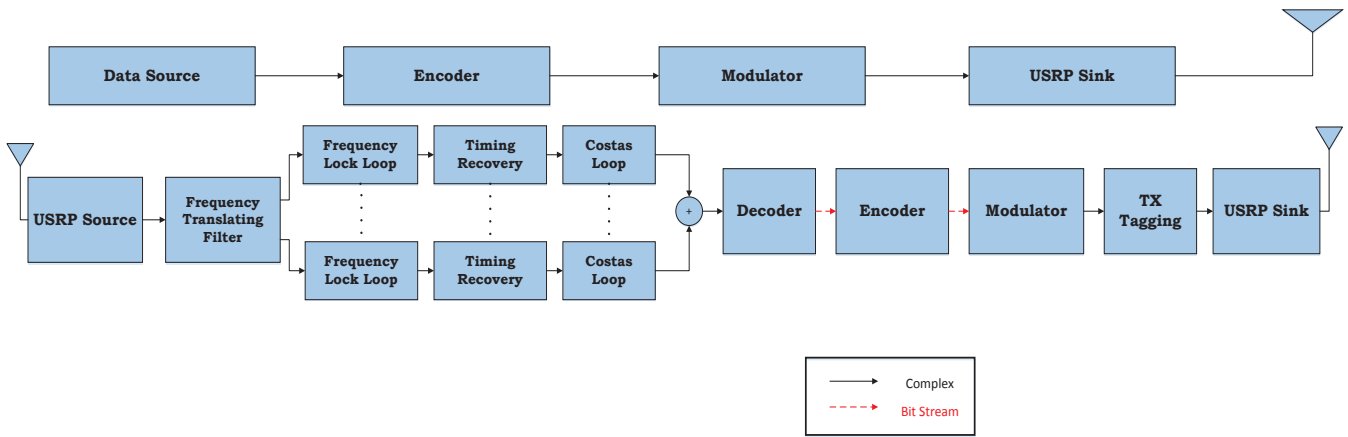 Data Source
Encoder
Modulator
USRP Sink
Frequency
Lock Loop
Timing
Recovery
Costas
Loop
USRP Source
Frequency
Translating
Filter
+
Decoder
Encoder
Modulator
TX
Tagging
USRP Sink
Frequency
Lock Loop
Timing
Recovery
Costas
Loop
Complex
Bit Stream